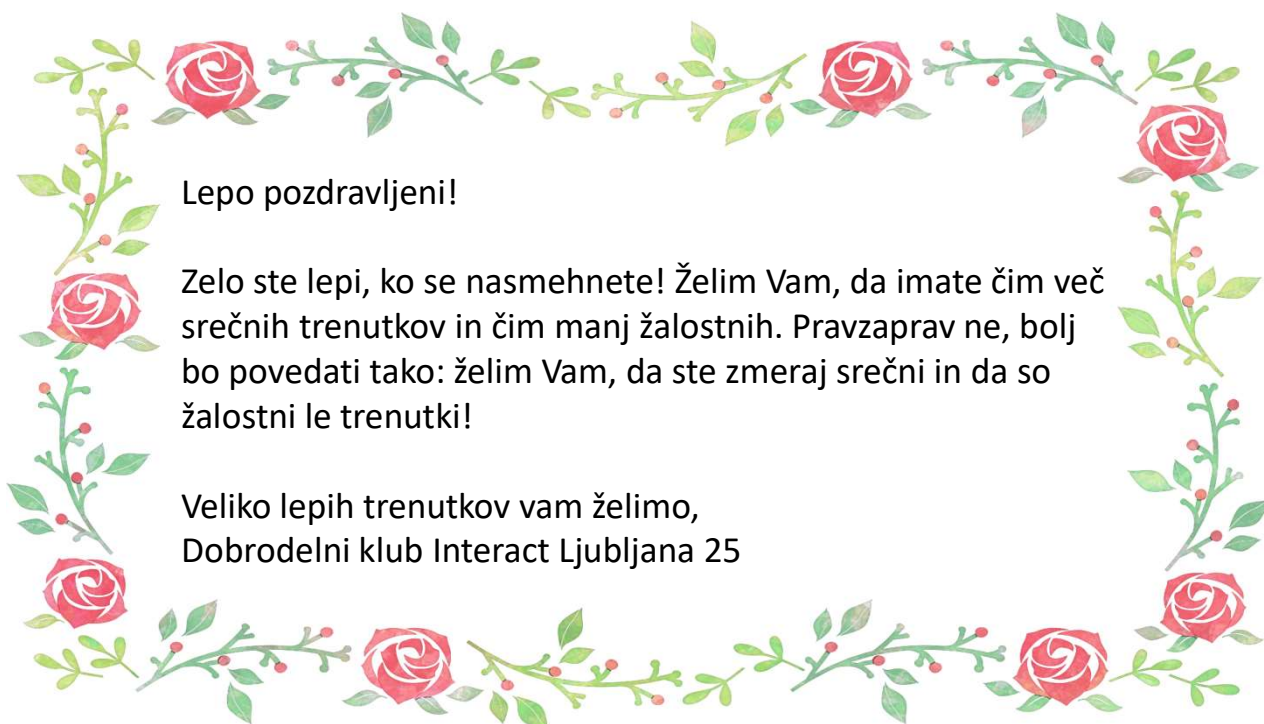 Lepo pozdravljeni!
Zelo ste lepi, ko se nasmehnete! Želim Vam, da imate čim več
srečnih trenutkov in čim manj žalostnih. Pravzaprav ne, bolj
bo povedati tako: želim Vam, da ste zmeraj srečni in da so
žalostni le trenutki!
Veliko lepih trenutkov vam želimo,
Dobrodelni klub Interact Ljubljana 25